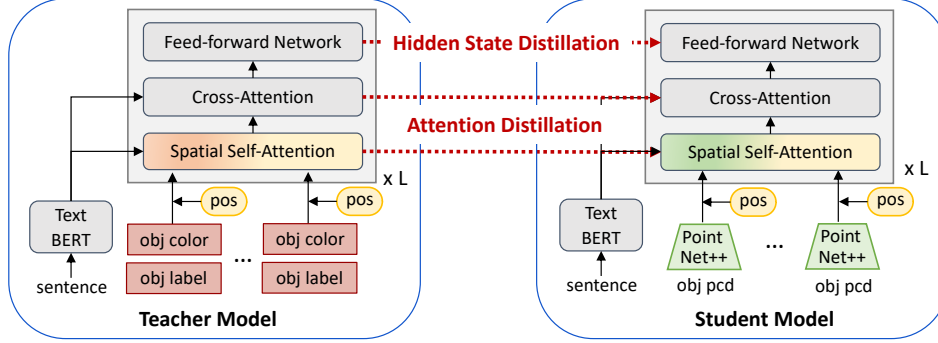 Feed-forward Network
Cross-Attention
Spatial Self-Attention
x L
pos
pos
Text
BERT
obj color
obj color
...
obj label
obj label
sentence
Teacher Model
Hidden State Distillation
Attention Distillation
Feed-forward Network
Cross-Attention
Spatial Self-Attention
x L
pos
pos
Text
BERT
Point
Net++
...
Point
Net++
obj pcd
obj pcd
sentence
Student Model